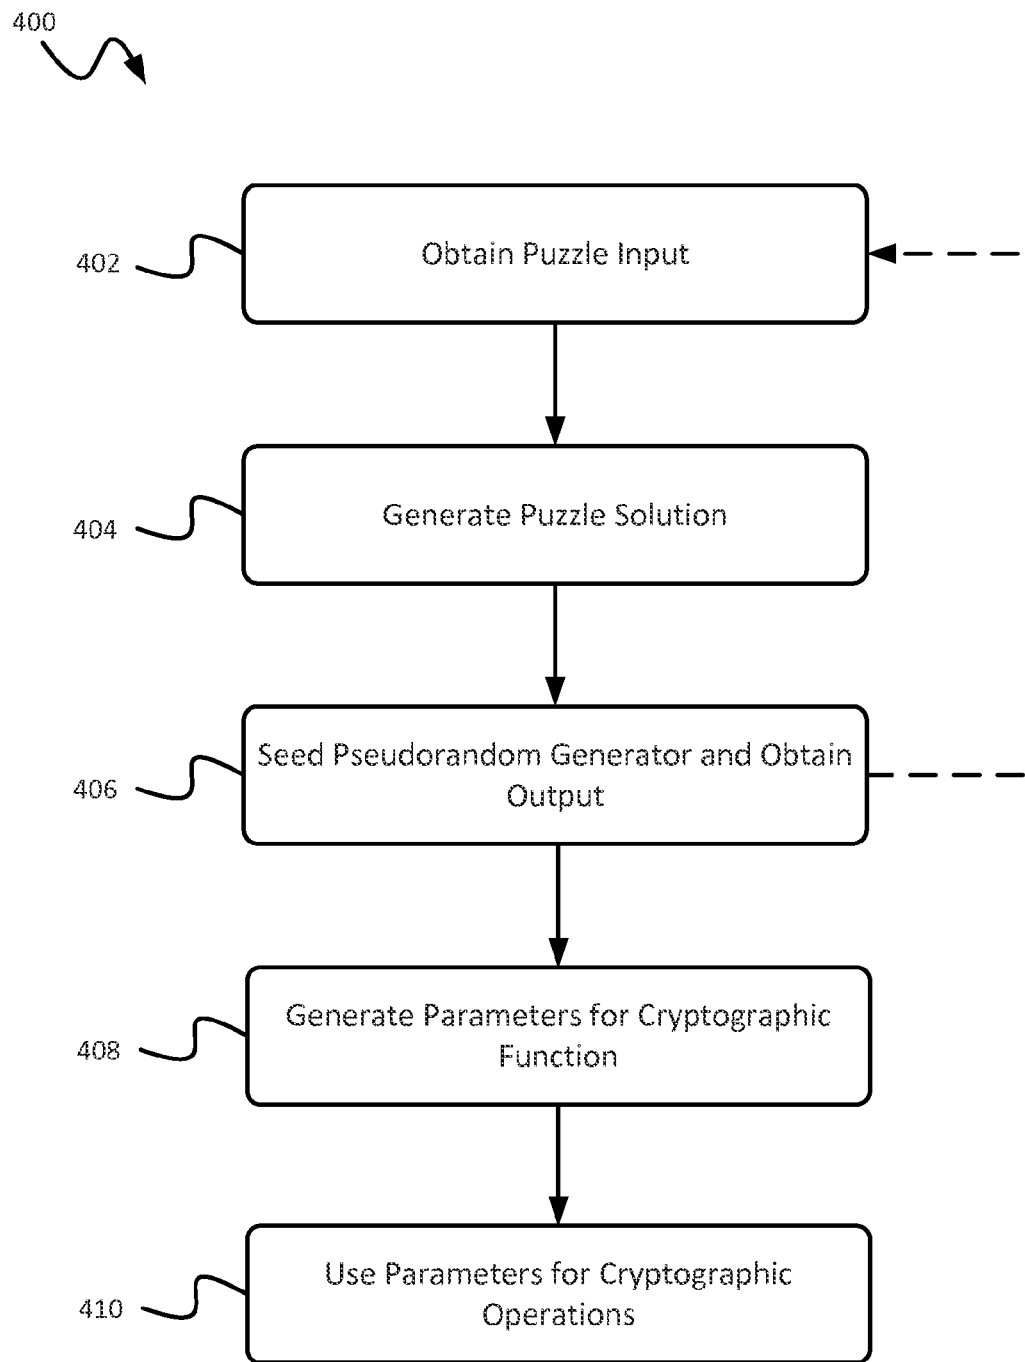 400
402
Obtain Puzzle Input
404
Generate Puzzle Solution
406
Seed Pseudorandom Generator and Obtain
Output
408
Generate Parameters for Cryptographic
Function
410
Use Parameters for Cryptographic
Operations